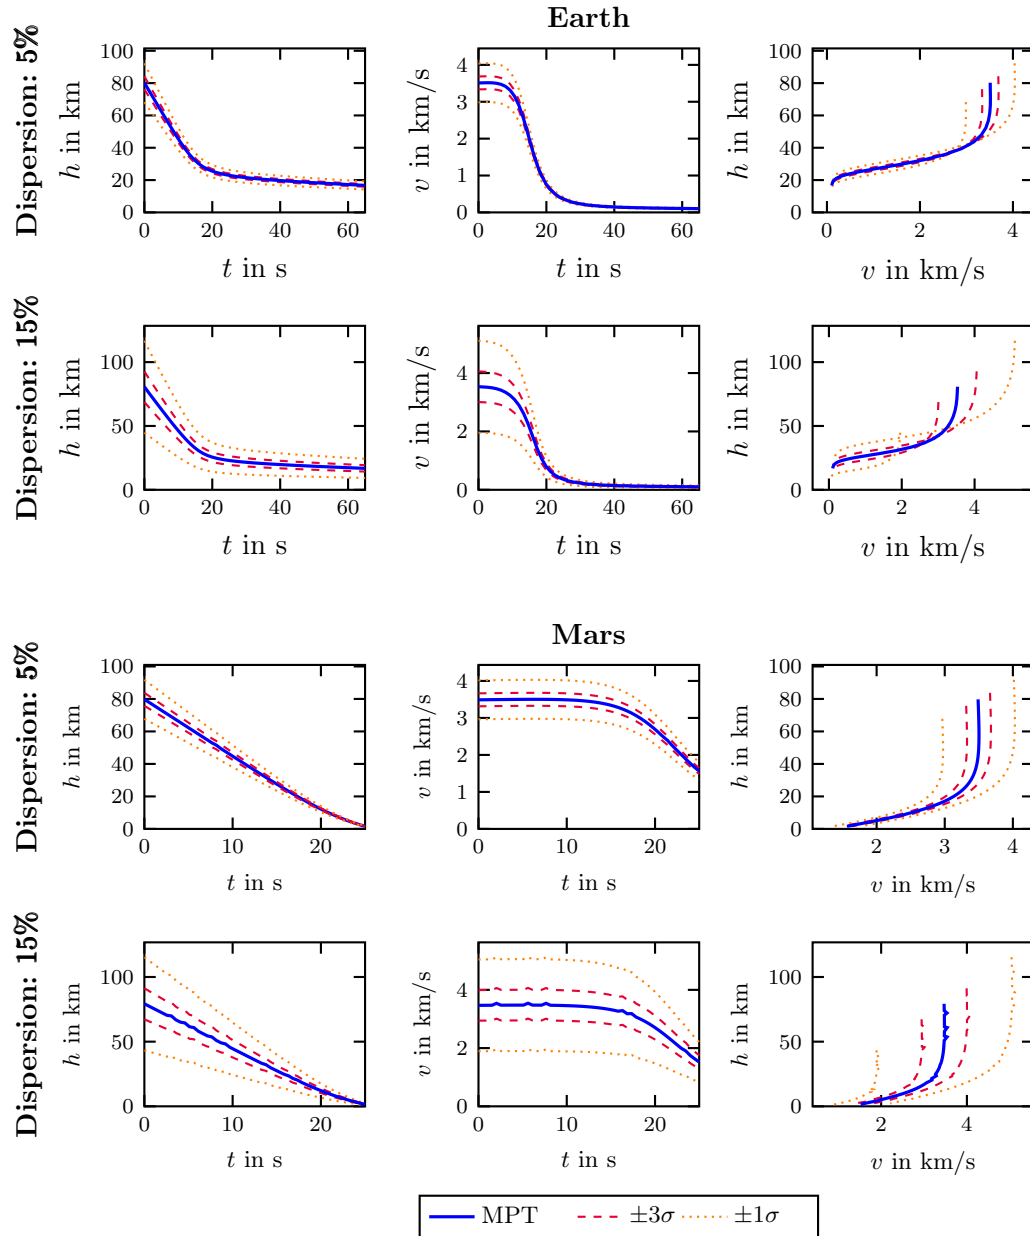 Earth
Dispersion: 5%
100
80
60
40
20
0
h in km
0 20 40 60
t in s
4
3
2
1
0
v in km/s
0 20 40 60
t in s
100
80
60
40
20
0
h in km
0 2 4
v in km/s
Dispersion: 15%
100
50
0
h in km
0 20 40 60
t in s
4
2
0
v in km/s
0 20 40 60
t in s
100
50
0
h in km
0 2 4
v in km/s
Mars
Dispersion: 5%
100
80
60
40
20
0
h in km
0 10 20
t in s
4
3
2
1
0
v in km/s
0 10 20
t in s
100
80
60
40
20
0
h in km
2 3 4
v in km/s
Dispersion: 15%
100
50
0
h in km
0 10 20
t in s
4
2
0
v in km/s
0 10 20
t in s
100
50
0
h in km
2 4
v in km/s
MPT ±3σ ±1σ